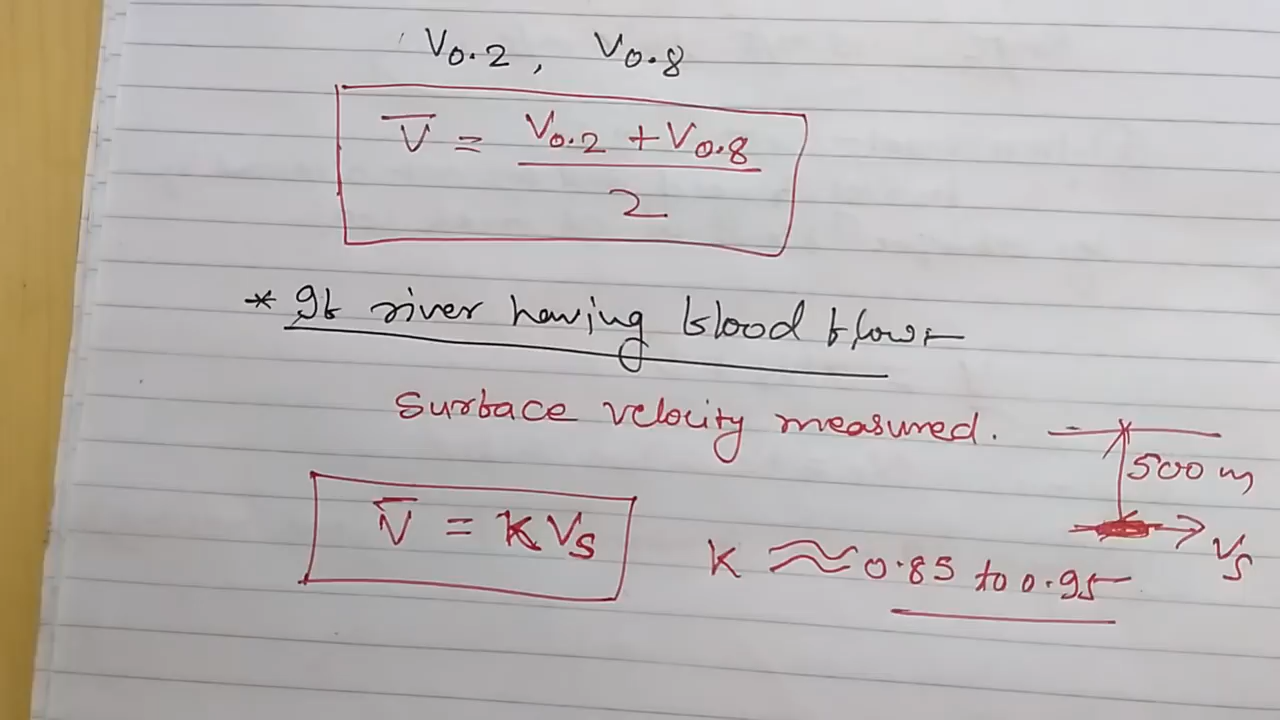 V0.2, V0.8
V̅ = (V0.2 + V0.8) / 2
* If river having flood flow-
Surface velocity measured.
500 m
V̅ = K Vs
K ≈ 0.85 to 0.95
Vs